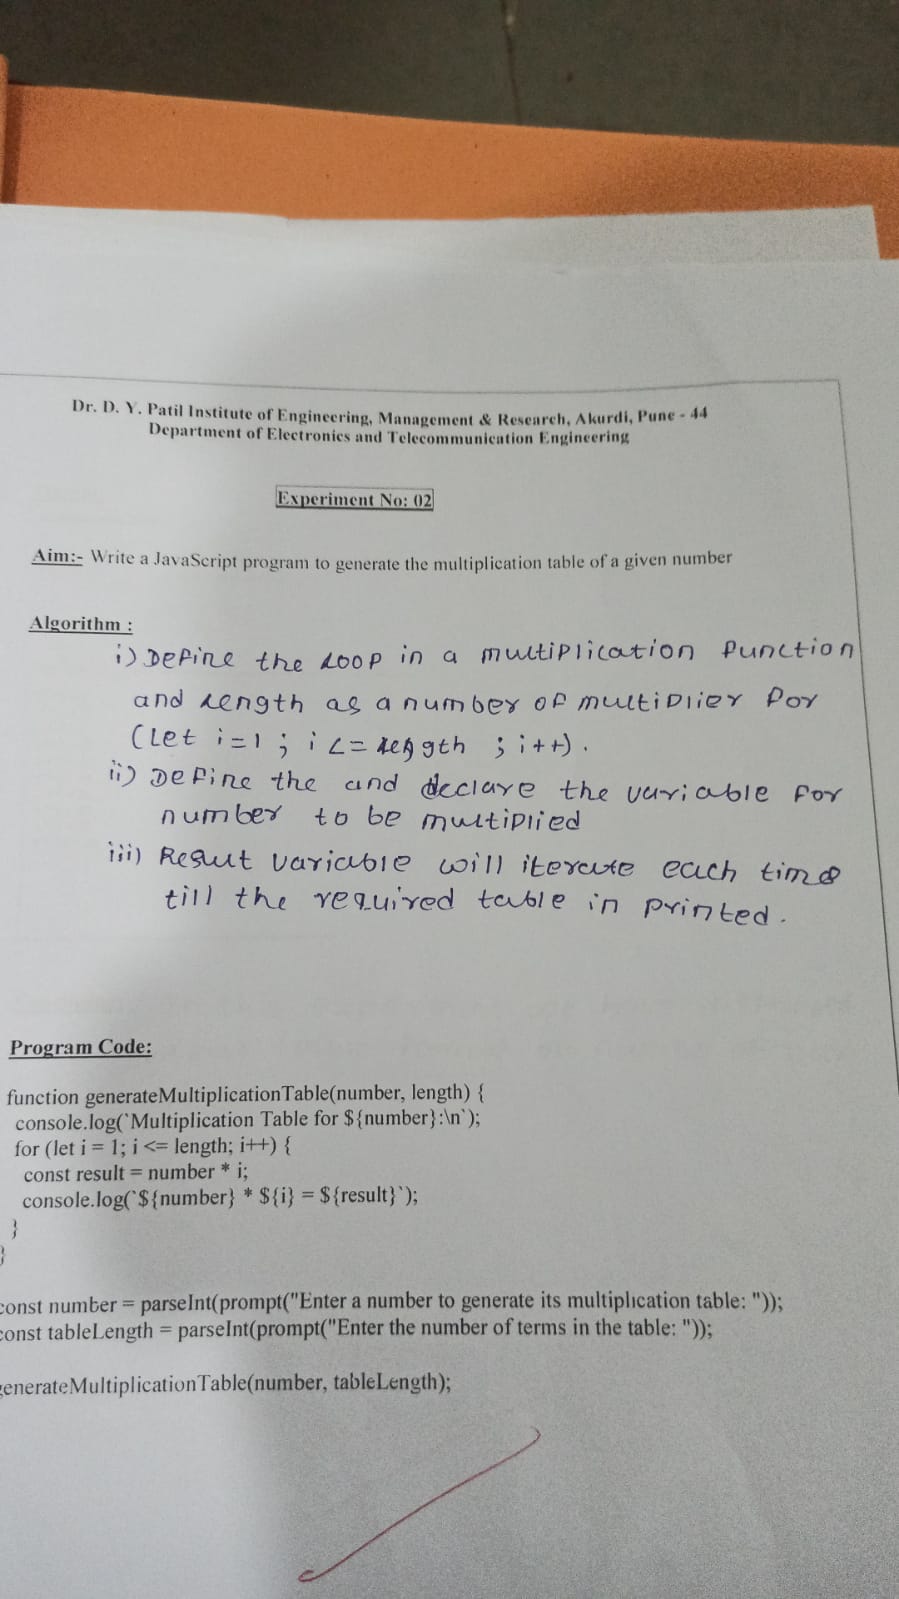 Dr. D. Y. Patil Institute of Engineering, Management & Research, Akurdi, Pune - 44
Department of Electronics and Telecommunication Engineering
Experiment No: 02
Aim:- Write a JavaScript program to generate the multiplication table of a given number
Algorithm :
i) Define the loop in a multiplication function
and length as a number of multiplier for
(let i=1 ; i <= length ; i++).
ii) Define the and declare the variable for
number to be multiplied
iii) Result variable will iterate each time
till the required table in printed.
Program Code:
function generateMultiplicationTable(number, length) {
console.log(`Multiplication Table for ${number}:\n`);
for (let i = 1; i <= length; i++) {
const result = number * i;
console.log(`${number} * ${i} = ${result}`);
}
}
const number = parseInt(prompt("Enter a number to generate its multiplication table: "));
const tableLength = parseInt(prompt("Enter the number of terms in the table: "));
generateMultiplicationTable(number, tableLength);